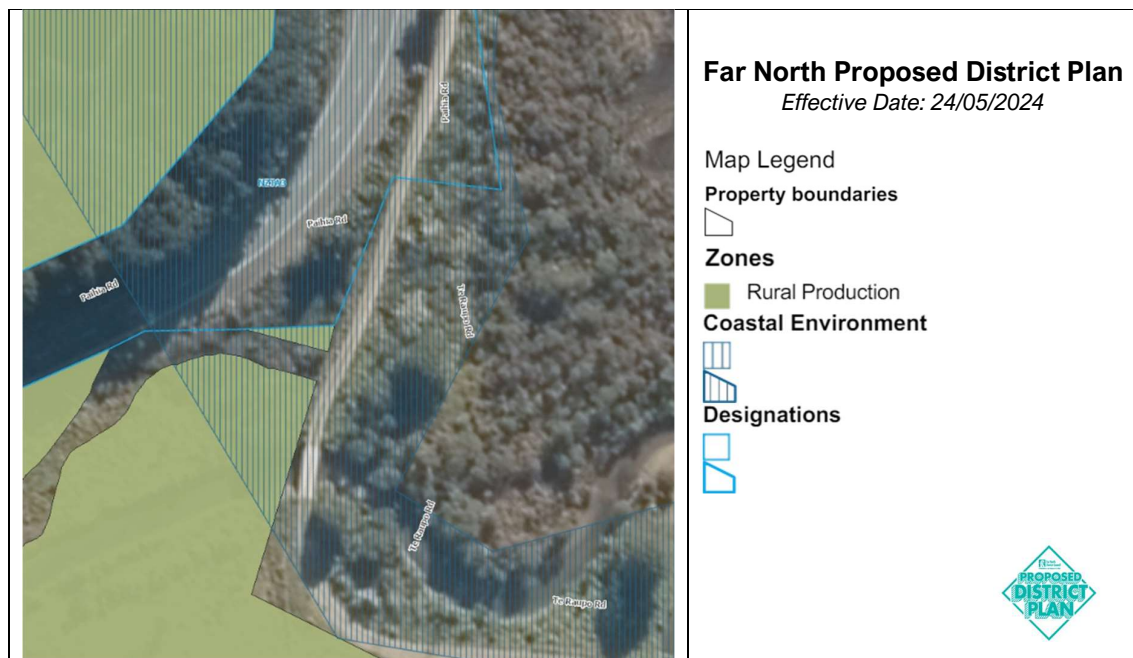 Paihia Rd
Paihia Rd
Paihia Rd
Te Raupo Rd
Te Raupo Rd
Te Raupo Rd
Far North Proposed District Plan
Effective Date: 24/05/2024
Map Legend
Property boundaries
Zones
Rural Production
Coastal Environment
Designations
PROPOSED
DISTRICT
PLAN